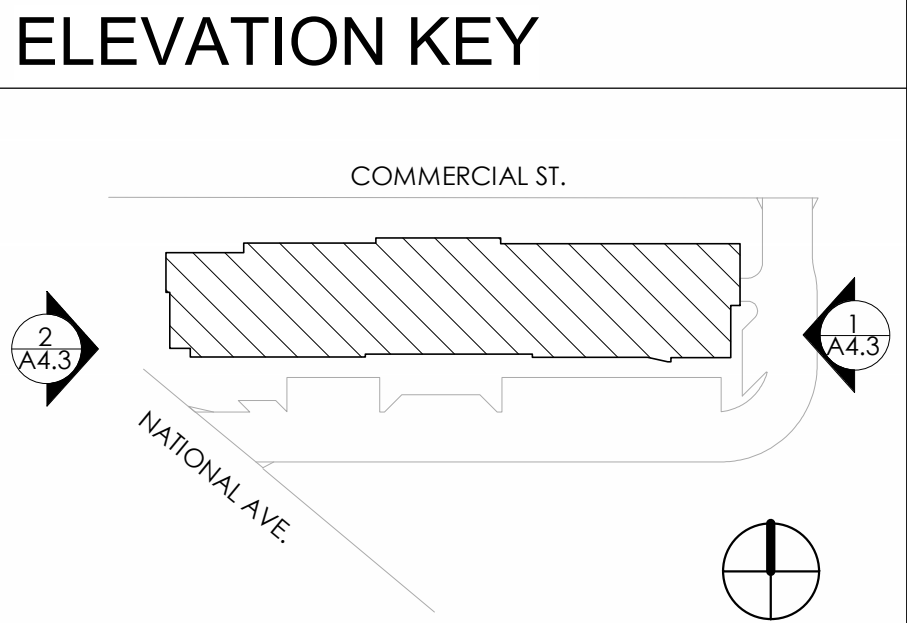 ELEVATION KEY
COMMERCIAL ST.
2
A4.3
1
A4.3
NATIONAL AVE.